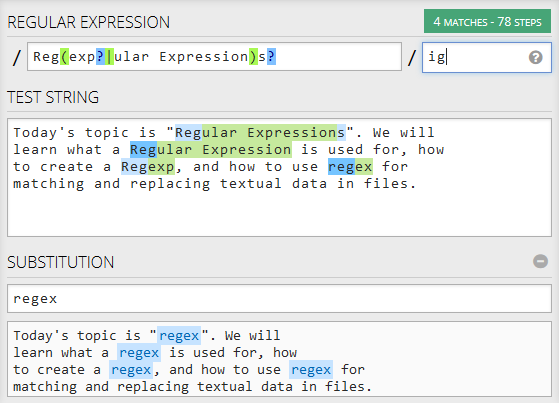 REGULAR EXPRESSION
4 MATCHES - 78 STEPS
/ Reg(exp?|ular Expression)s? / ig ?
TEST STRING
Today's topic is "Regular Expressions". We will
learn what a Regular Expression is used for, how
to create a Regexp, and how to use regex for
matching and replacing textual data in files.
SUBSTITUTION
regex
Today's topic is "regex". We will
learn what a regex is used for, how
to create a regex, and how to use regex for
matching and replacing textual data in files.